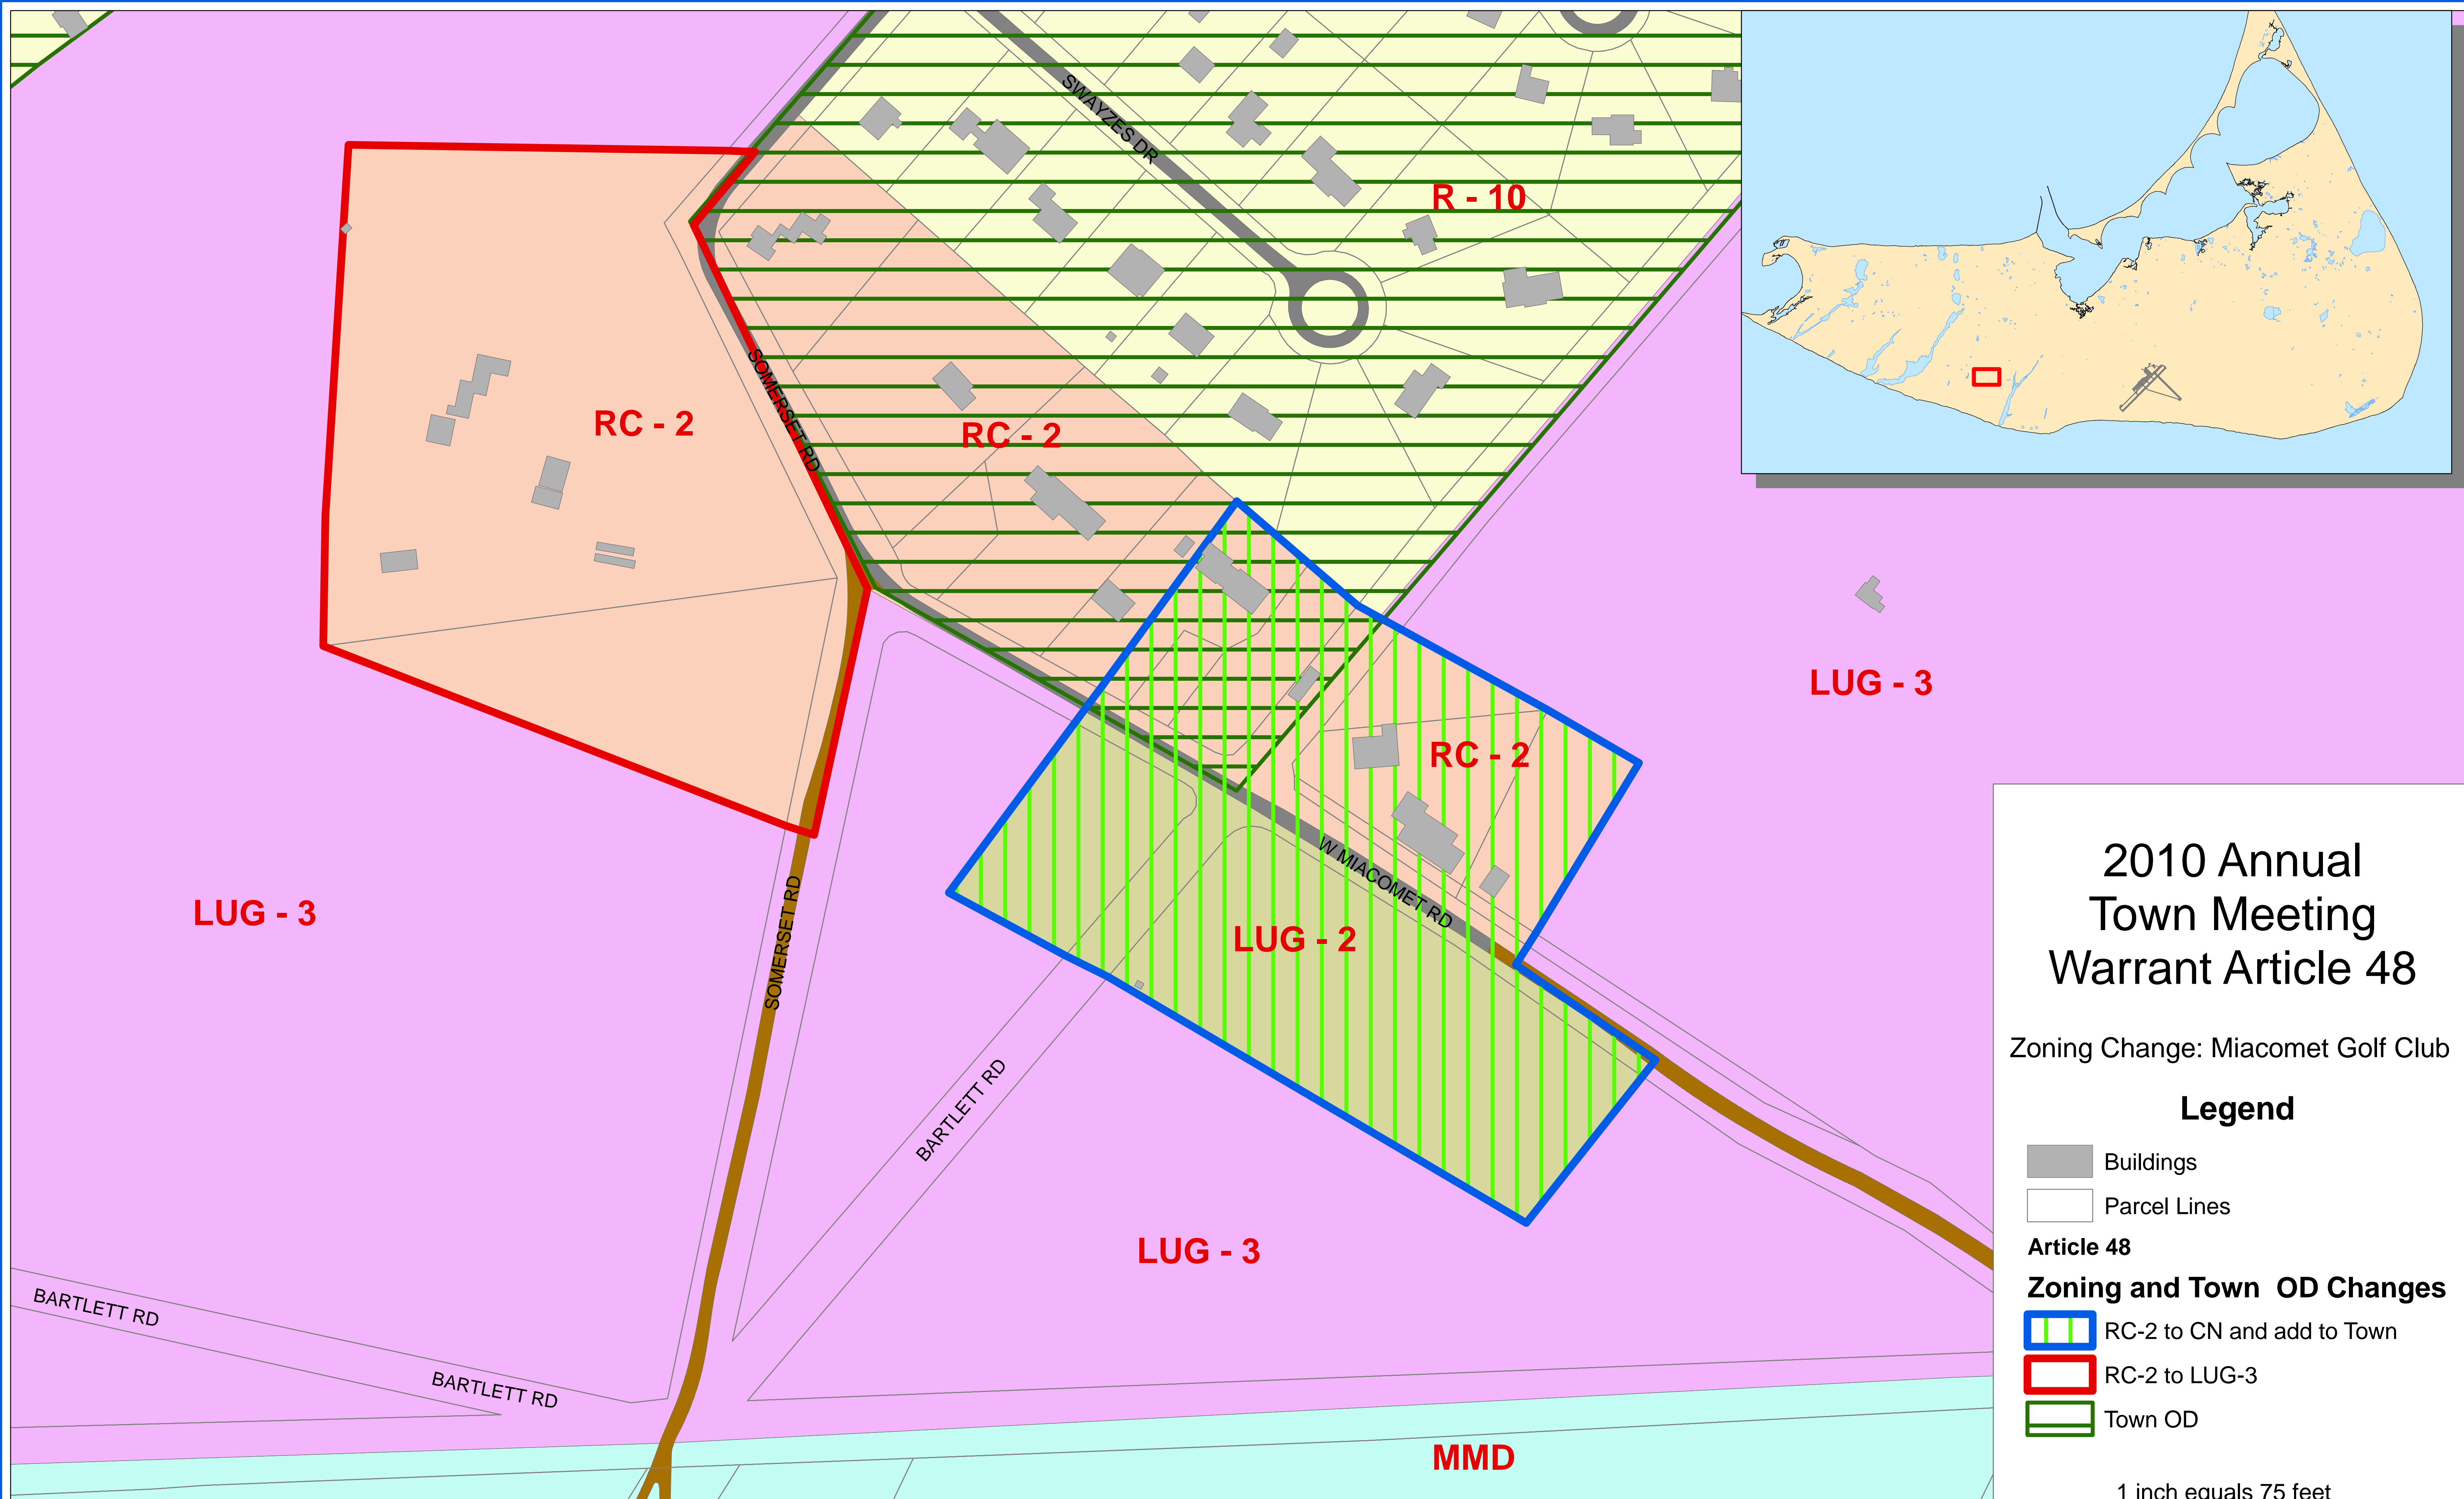 SWAYZES DR
R - 10
SOMERSET RD
RC - 2
RC - 2
LUG - 3
RC - 2
LUG - 3
W MIACOMET RD
LUG - 2
SOMERSET RD
BARTLETT RD
LUG - 3
BARTLETT RD
BARTLETT RD
MMD
2010 Annual
Town Meeting
Warrant Article 48
Zoning Change: Miacomet Golf Club
Legend
Buildings
Parcel Lines
Article 48
Zoning and Town OD Changes
RC-2 to CN and add to Town
RC-2 to LUG-3
Town OD
1 inch equals 75 feet